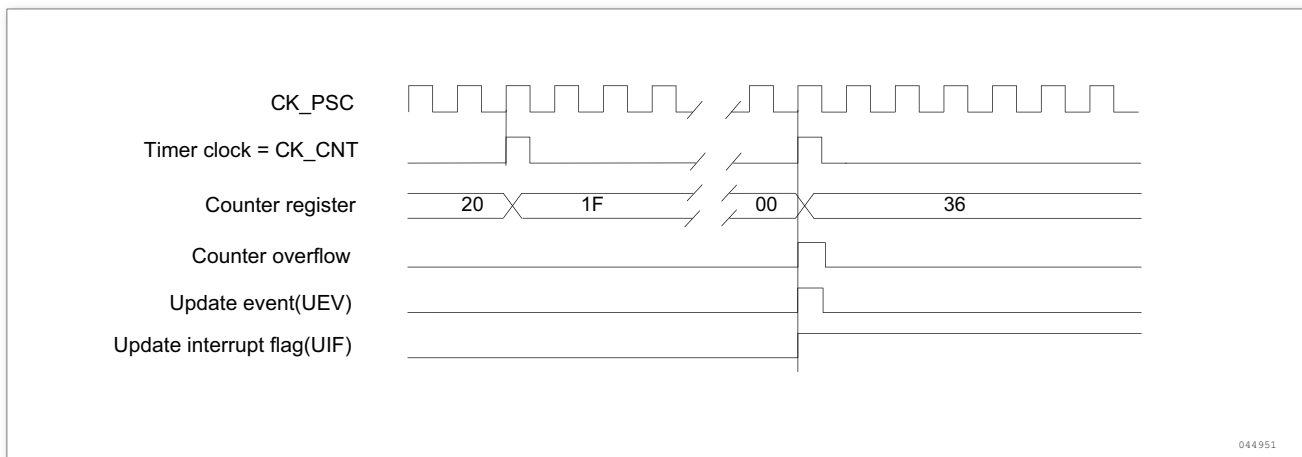 CK_PSC
Timer clock = CK_CNT
Counter register 20 1F 00 36
Counter overflow
Update event(UEV)
Update interrupt flag(UIF)
044951